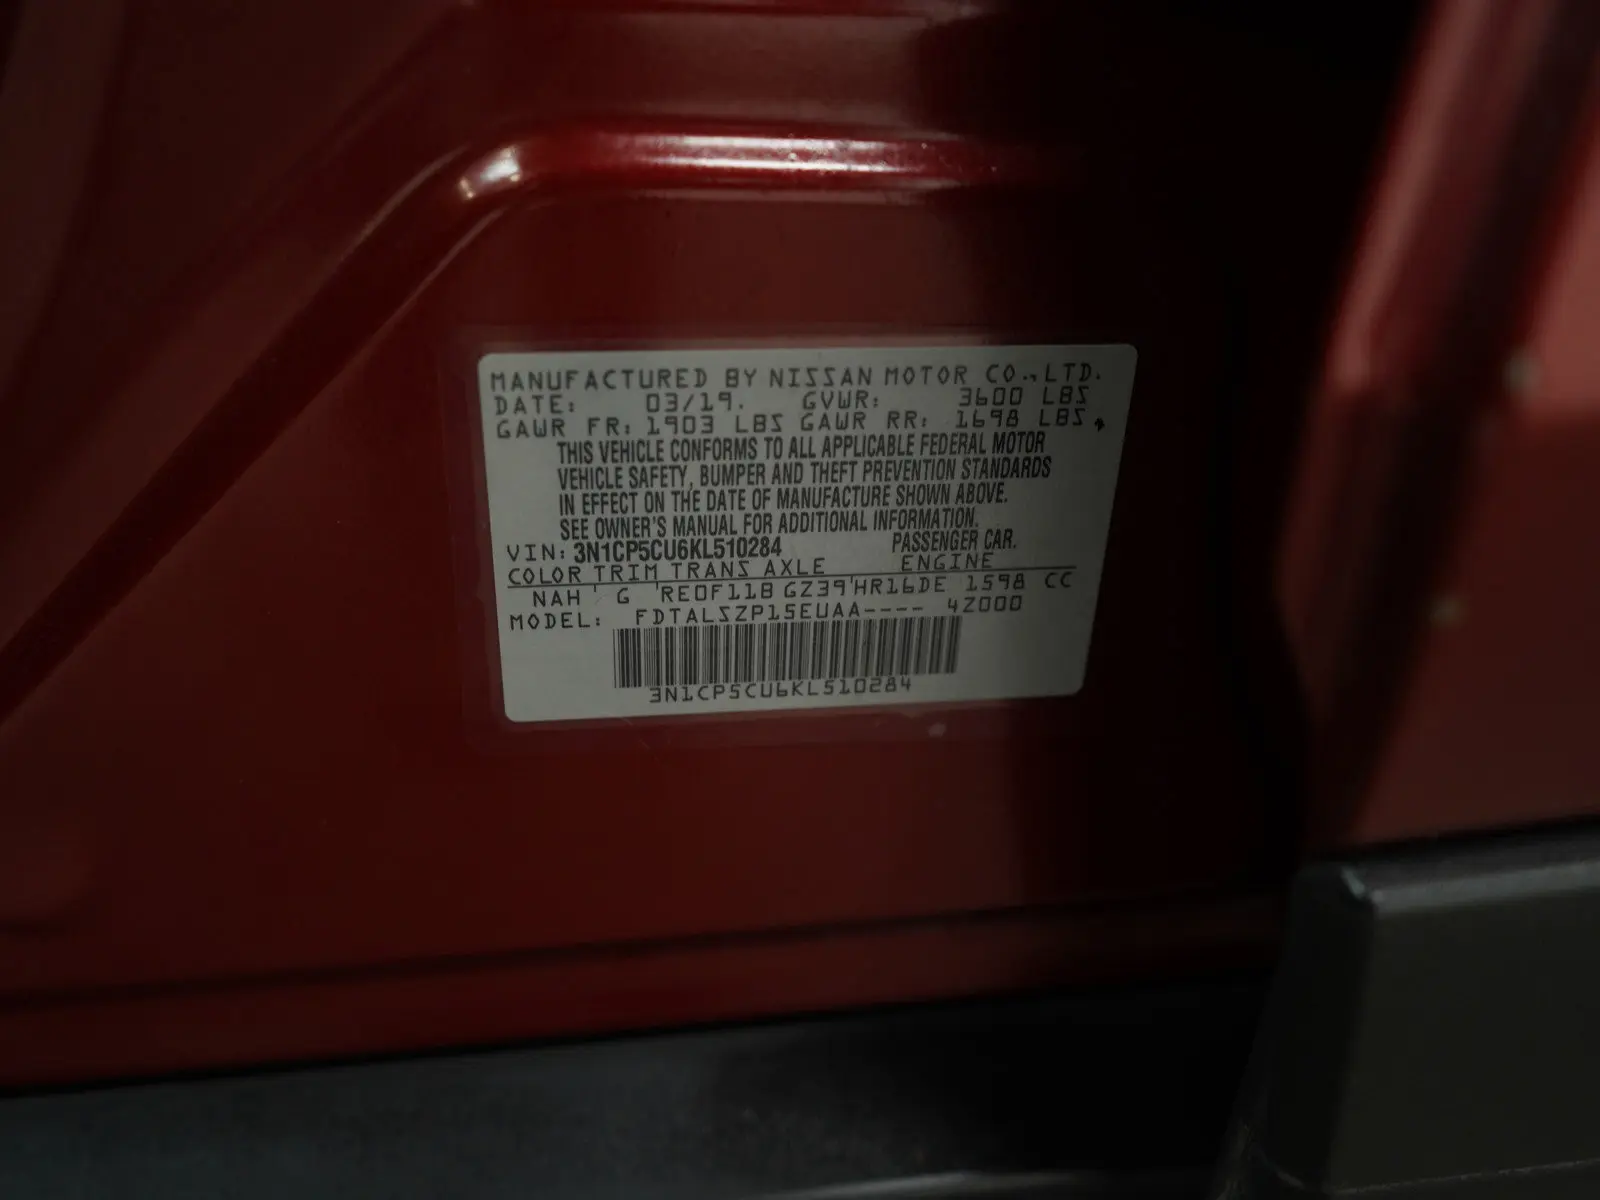 MANUFACTURED BY NISSAN MOTOR CO.,LTD.
DATE: 03/19. GVWR: 3600 LBS
GAWR FR: 1903 LBS GAWR RR: 1698 LBS.
THIS VEHICLE CONFORMS TO ALL APPLICABLE FEDERAL MOTOR
VEHICLE SAFETY, BUMPER AND THEFT PREVENTION STANDARDS
IN EFFECT ON THE DATE OF MANUFACTURE SHOWN ABOVE.
SEE OWNER'S MANUAL FOR ADDITIONAL INFORMATION.
VIN: 3N1CP5CU6KL510284 PASSENGER CAR.
COLOR TRIM TRANS AXLE ENGINE
NAH G RE0F11B GZ39 HR16DE 1598 CC
MODEL: FDTALSZP15EUAA---- 4Z000
3N1CP5CU6KL510284